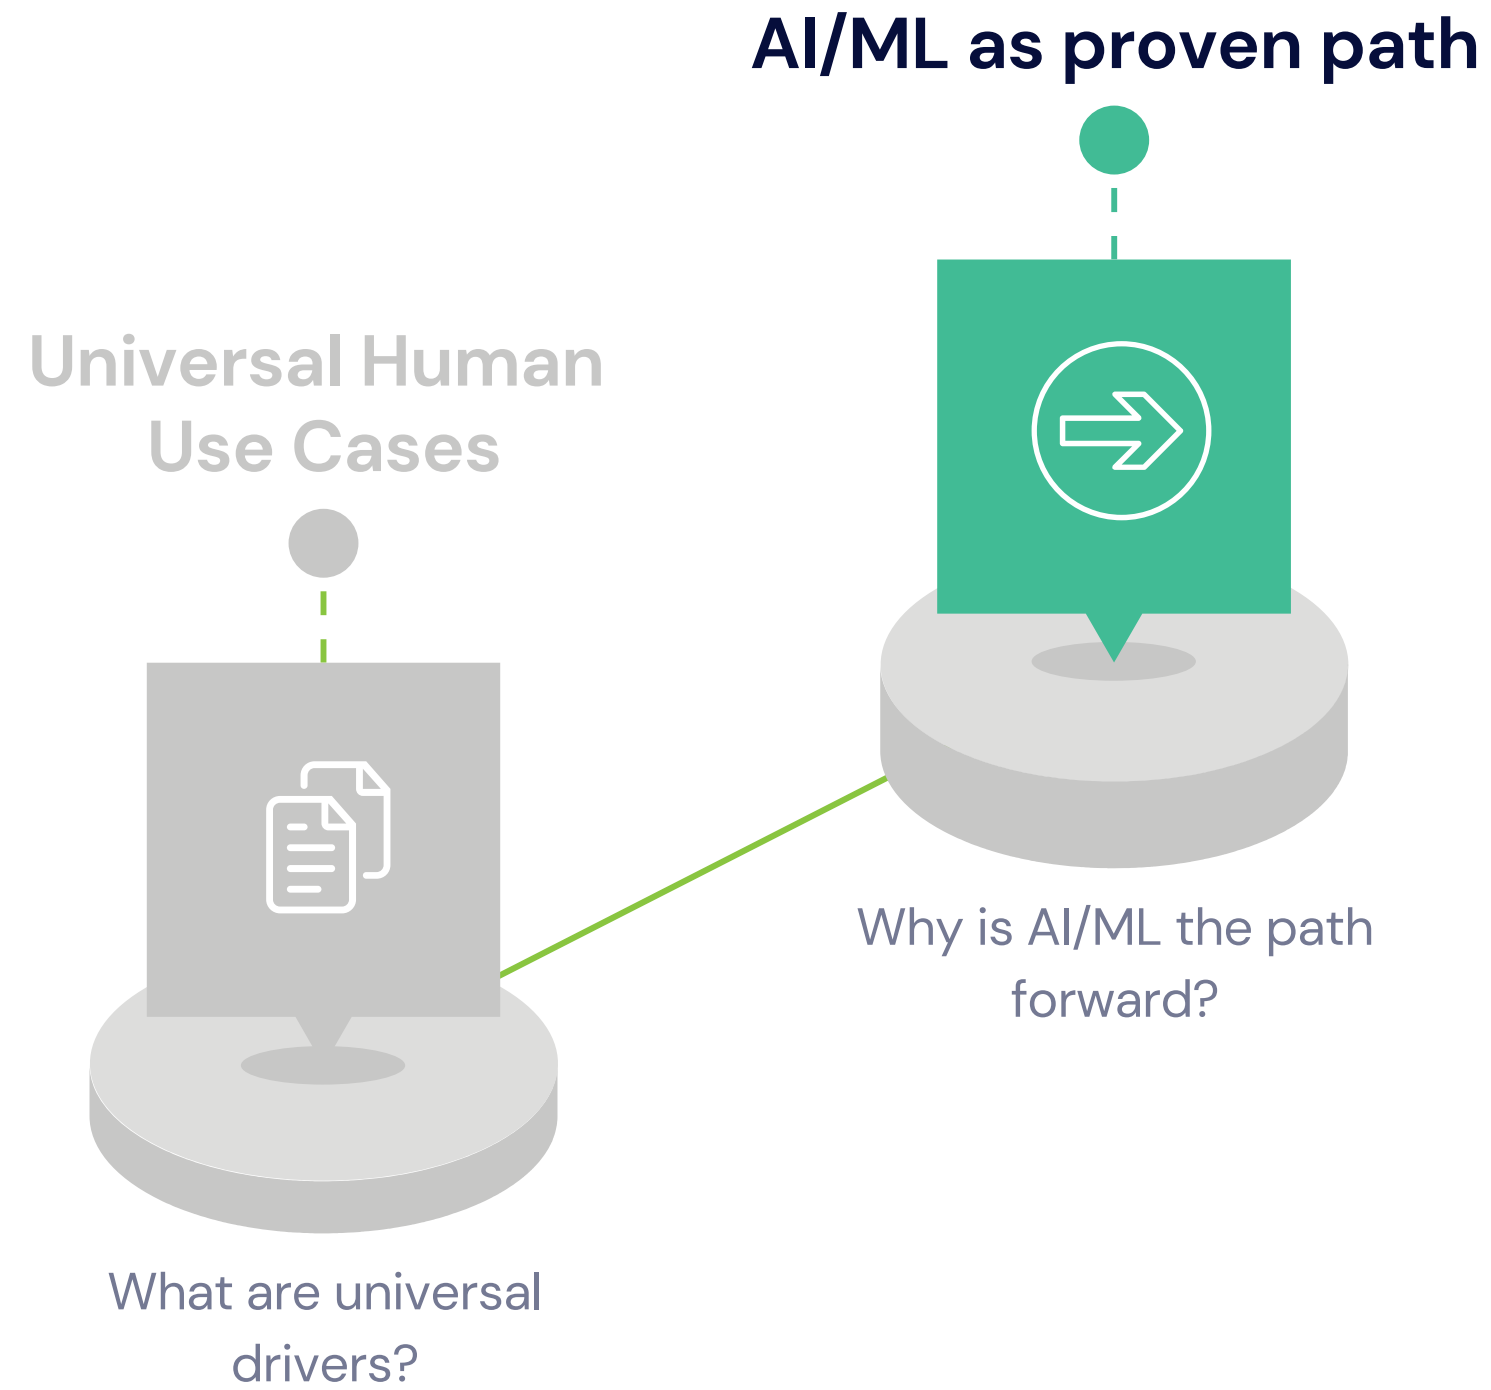 AI/ML as proven path
Universal Human
Use Cases
Why is AI/ML the path
forward?
What are universal
drivers?